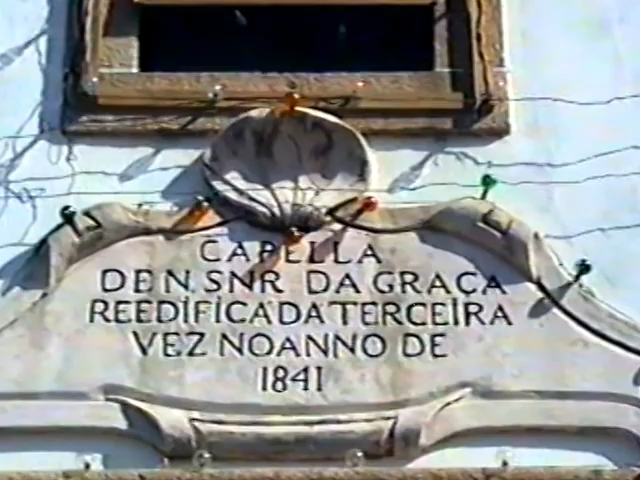 CAPELLA
DE N. SNR DA GRAÇA
REEDIFICADA TERCEIRA
VEZ NO ANNO DE
1841